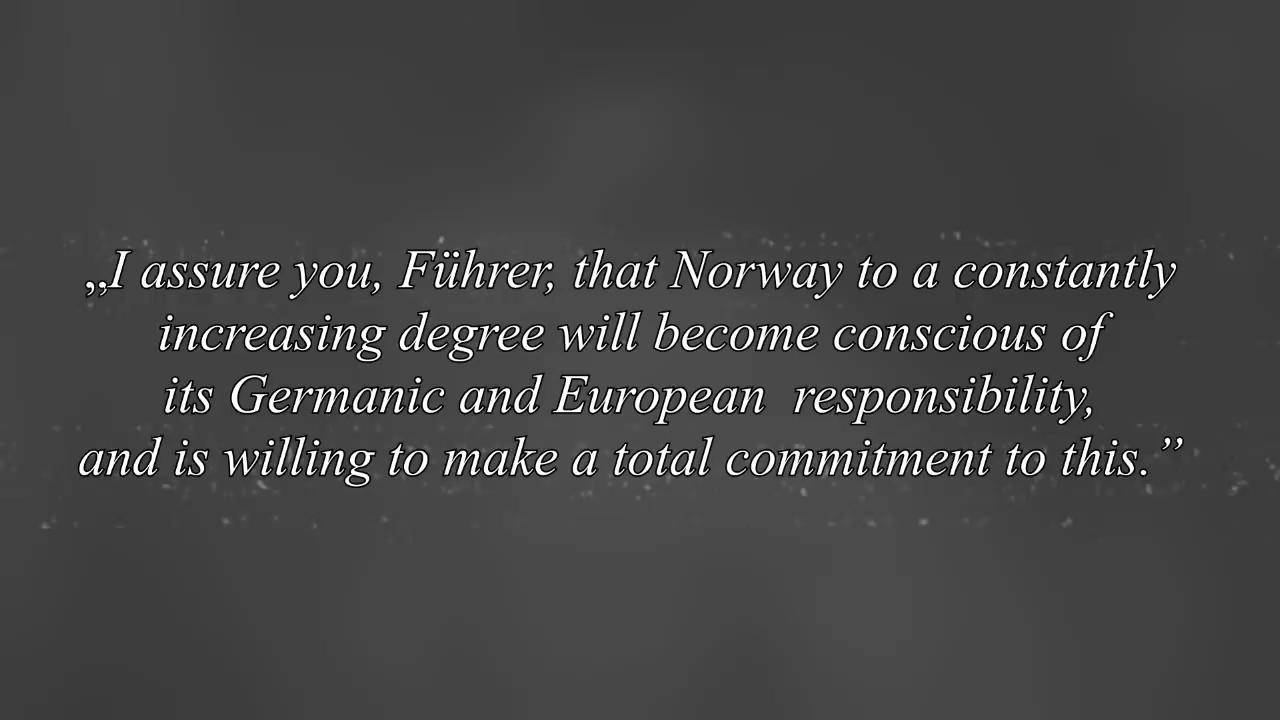 „I assure you, Führer, that Norway to a constantly
increasing degree will become conscious of
its Germanic and European  responsibility,
and is willing to make a total commitment to this.”